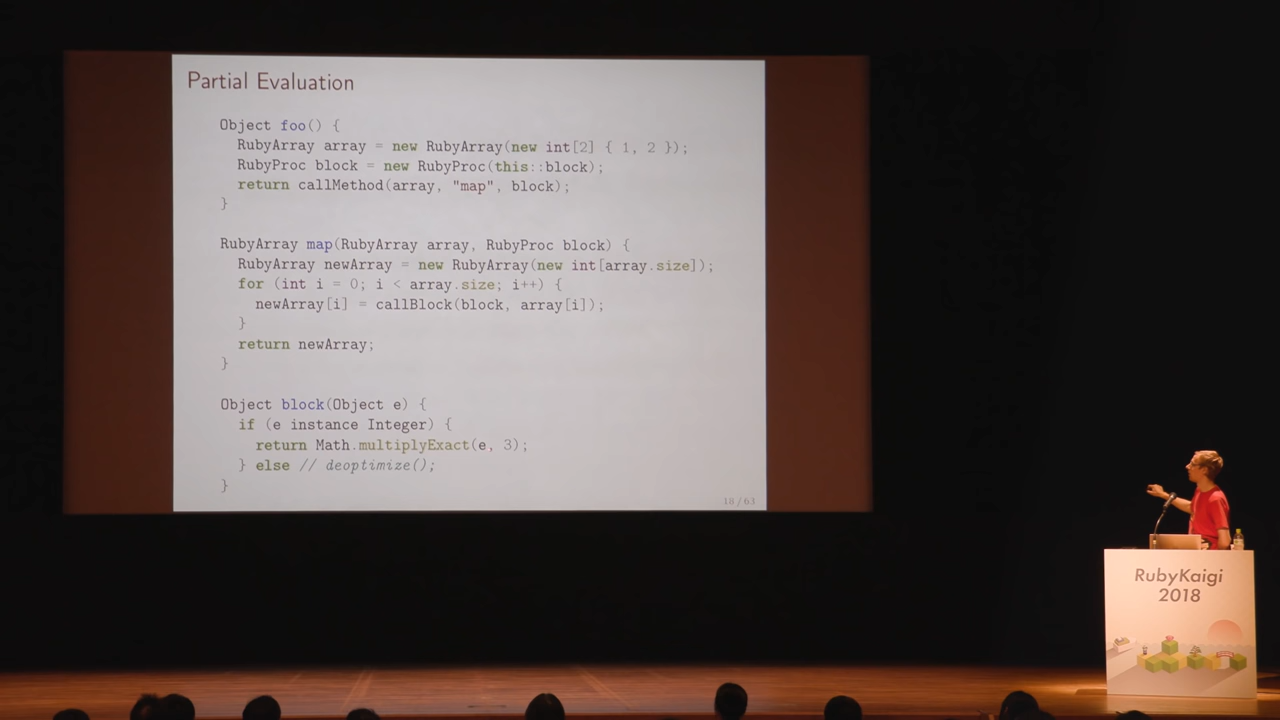 Partial Evaluation
Object foo() {
RubyArray array = new RubyArray(new int[2] { 1, 2 });
RubyProc block = new RubyProc(this::block);
return callMethod(array, "map", block);
}
RubyArray map(RubyArray array, RubyProc block) {
RubyArray newArray = new RubyArray(new int[array.size]);
for (int i = 0; i < array.size; i++) {
newArray[i] = callBlock(block, array[i]);
}
return newArray;
}
Object block(Object e) {
if (e instance Integer) {
return Math.multiplyExact(e, 3);
} else // deoptimize();
}
18 / 63
RubyKaigi
2018